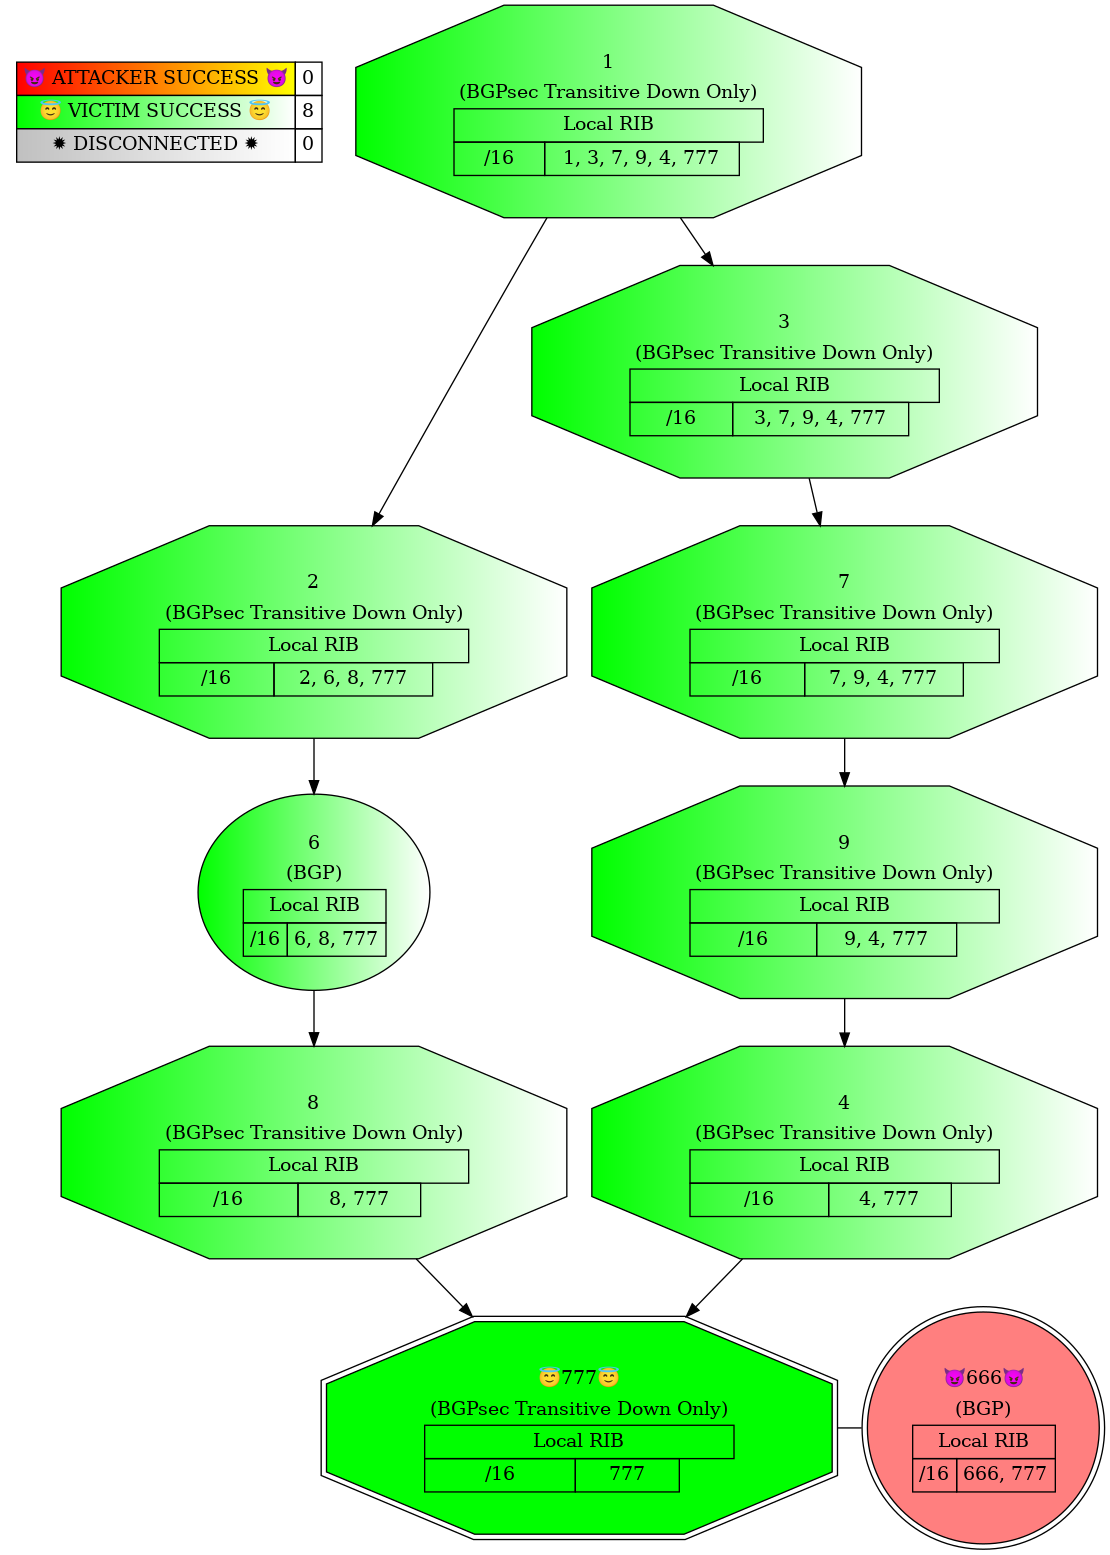 😈 ATTACKER SUCCESS 😈 0
😇 VICTIM SUCCESS 😇 8
✹ DISCONNECTED ✹ 0
1
(BGPsec Transitive Down Only)
Local RIB
/16 1, 3, 7, 9, 4, 777
3
(BGPsec Transitive Down Only)
Local RIB
/16 3, 7, 9, 4, 777
2
(BGPsec Transitive Down Only)
Local RIB
/16 2, 6, 8, 777
7
(BGPsec Transitive Down Only)
Local RIB
/16 7, 9, 4, 777
6
(BGP)
Local RIB
/16 6, 8, 777
9
(BGPsec Transitive Down Only)
Local RIB
/16 9, 4, 777
8
(BGPsec Transitive Down Only)
Local RIB
/16 8, 777
4
(BGPsec Transitive Down Only)
Local RIB
/16 4, 777
😇777😇
(BGPsec Transitive Down Only)
Local RIB
/16 777
😈666😈
(BGP)
Local RIB
/16 666, 777